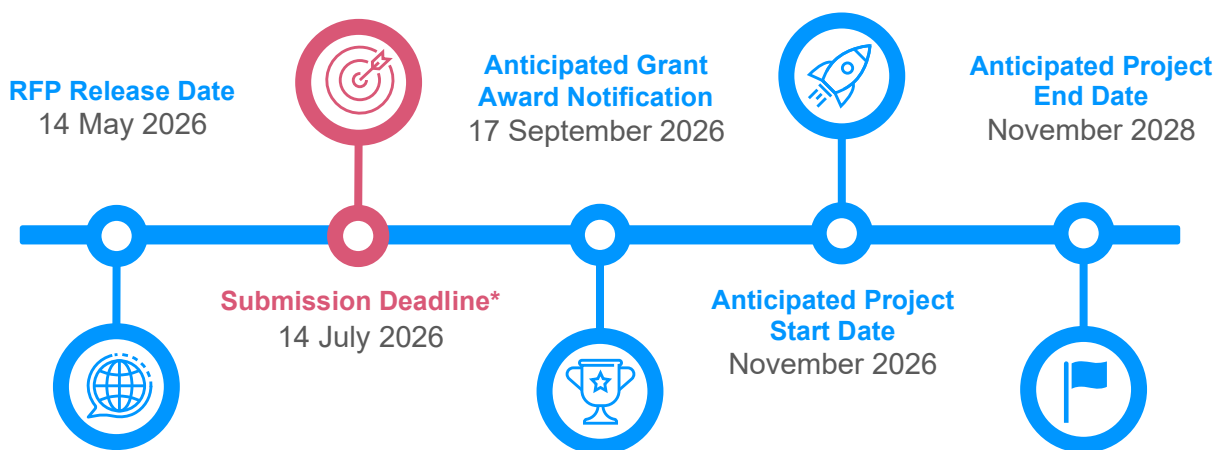 RFP Release Date
14 May 2026
Submission Deadline*
14 July 2026
Anticipated Grant
Award Notification
17 September 2026
Anticipated Project
Start Date
November 2026
Anticipated Project
End Date
November 2028